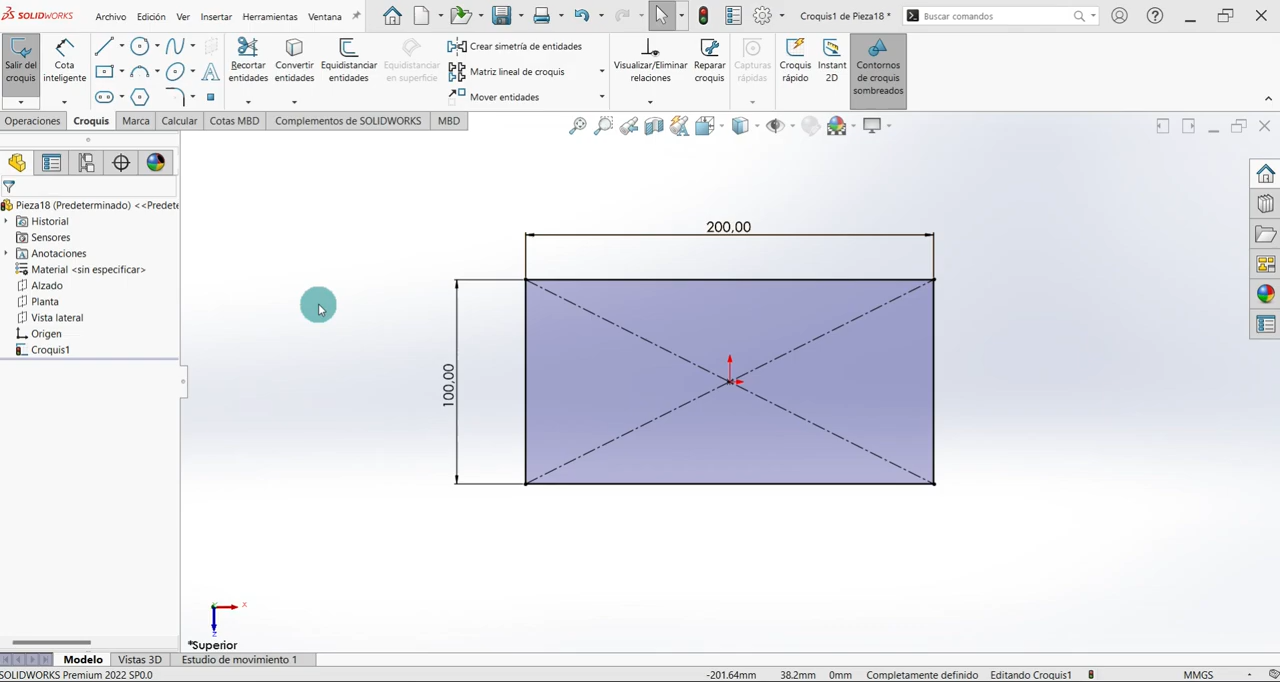 SOLIDWORKS
Archivo Edición Ver Insertar Herramientas Ventana
Croquis1 de Pieza18 *
Buscar comandos
Salir del croquis
Cota inteligente
Recortar entidades
Convertir entidades
Equidistanciar entidades
Equidistanciar en superficie
Crear simetría de entidades
Matriz lineal de croquis
Mover entidades
Visualizar/Eliminar relaciones
Reparar croquis
Capturas rápidas
Croquis rápido
Instant 2D
Contornos de croquis sombreados
Operaciones Croquis Marca Calcular Cotas MBD Complementos de SOLIDWORKS MBD
Pieza18 (Predeterminado) <<Predete
Historial
Sensores
Anotaciones
Material <sin especificar>
Alzado
Planta
Vista lateral
Origen
Croquis1
200,00
100,00
x
z
*Superior
Modelo Vistas 3D Estudio de movimiento 1
SOLIDWORKS Premium 2022 SP0.0
-201.64mm 38.2mm 0mm Completamente definido Editando Croquis1 MMGS